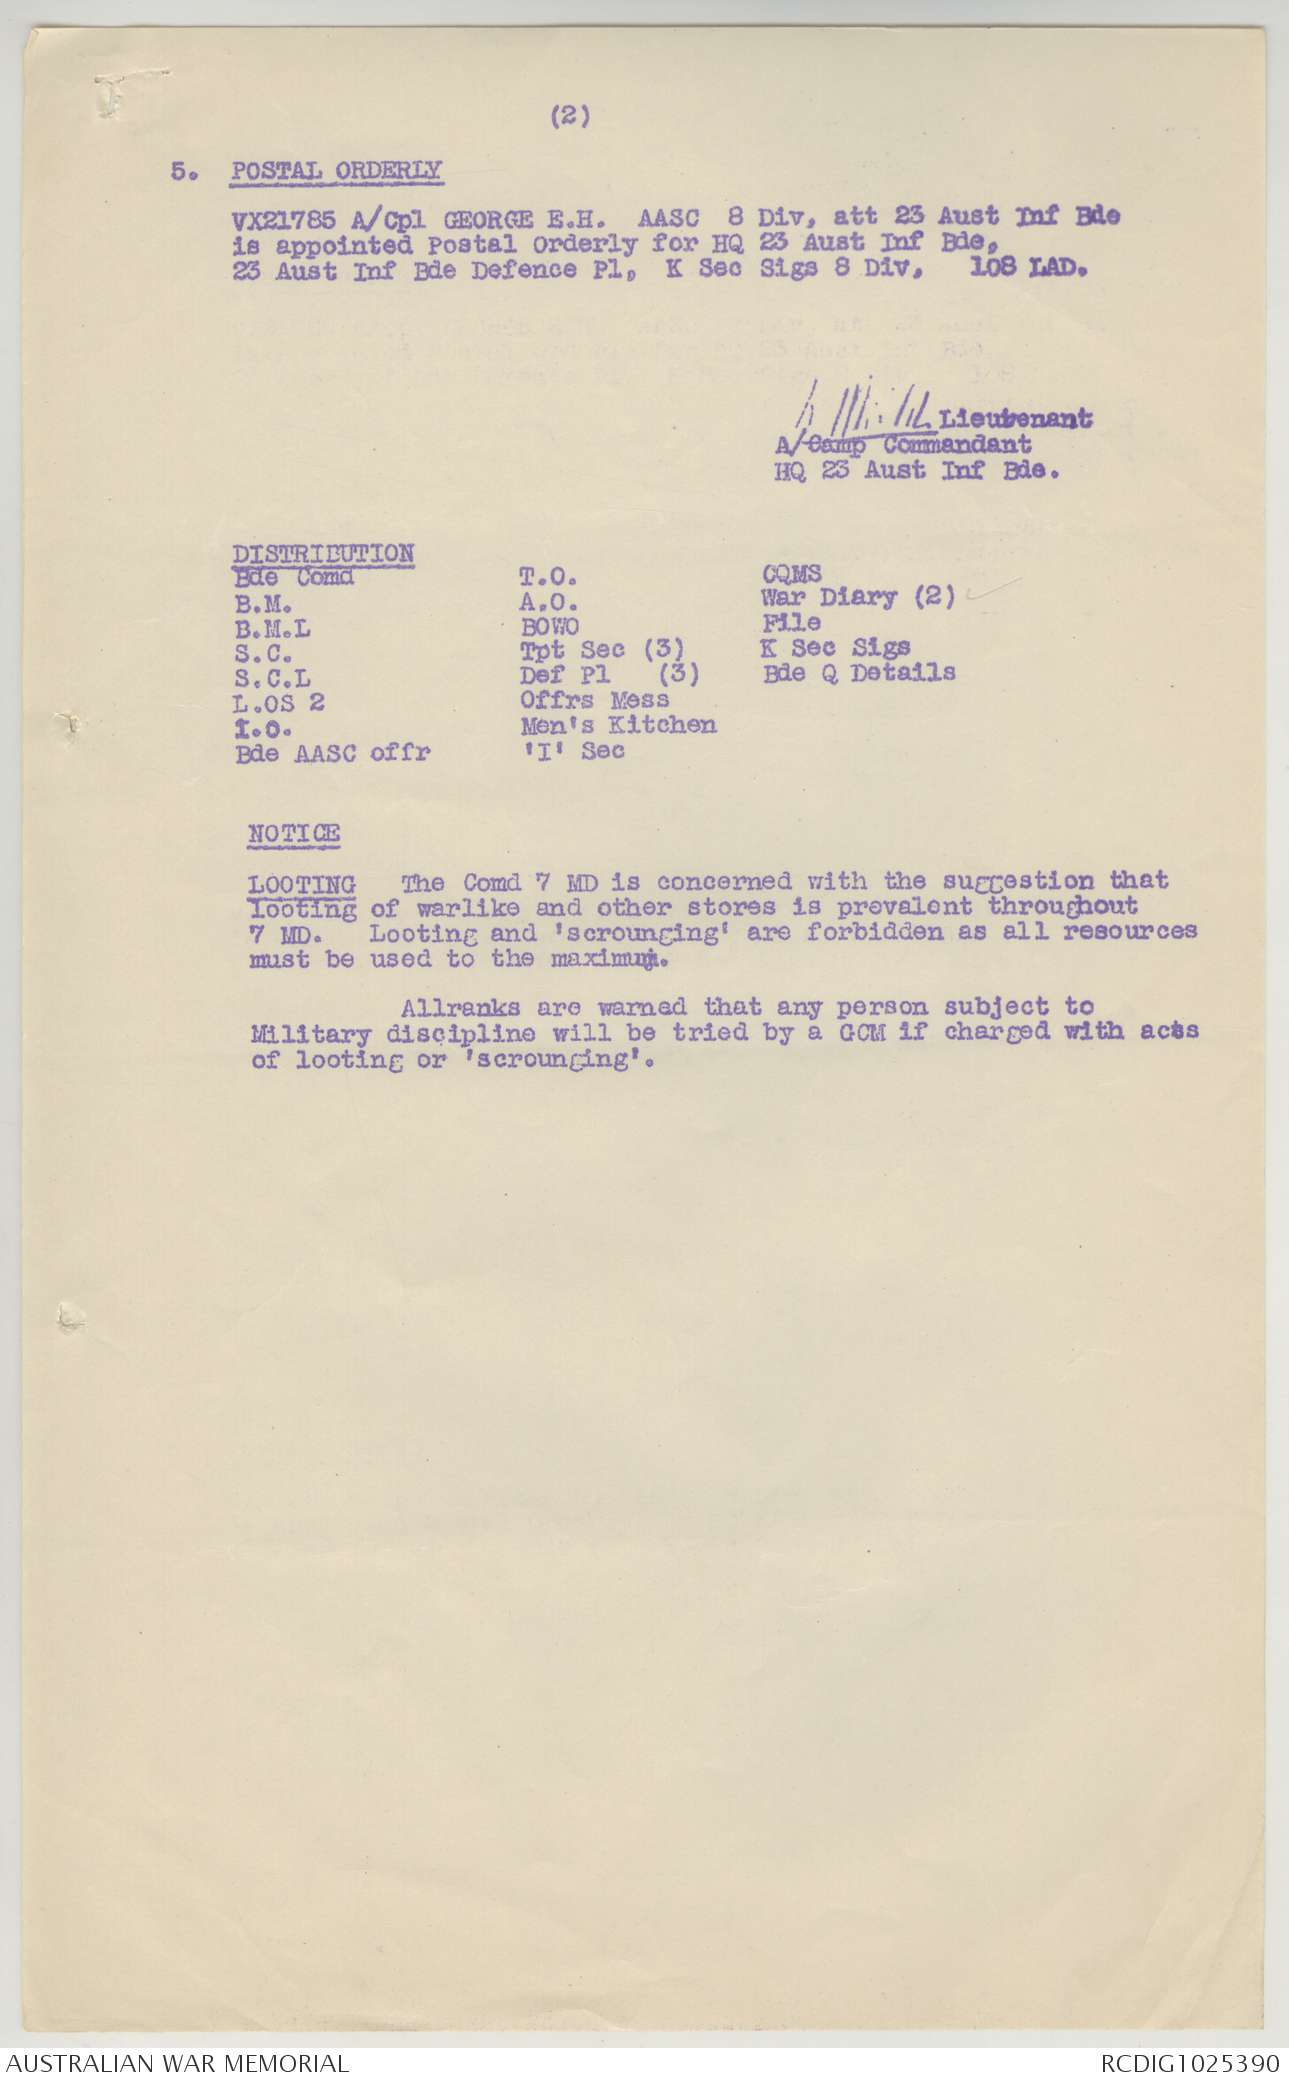 (2)
5. POSTAL ORDERLY
VX21785 A/Cpl GEORGE E.H. AASC 8 Div, att 23 Aust Inf Bde
is appointed Postal Orderly for HQ 23 Aust Inf Bde,
23 Aust Inf Bde Defence Pl, K Sec Sigs 8 Div, 108 LAD.
Lieutenant
A/Camp Commandant
HQ 23 Aust Inf Bde.
DISTRIBUTION
Bde Comd T.O. CQMS
B.M. A.O. War Diary (2)
B.M.L BOWO File
S.C. Tpt Sec (3) K Sec Sigs
S.C.L Def Pl (3) Bde Q Details
L.OS 2 Offrs Mess
I.O. Men's Kitchen
Bde AASC offr 'I' Sec
NOTICE
LOOTING The Comd 7 MD is concerned with the suggestion that
looting of warlike and other stores is prevalent throughout
7 MD. Looting and 'scrounging' are forbidden as all resources
must be used to the maximum.
Allranks are warned that any person subject to
Military discipline will be tried by a GCM if charged with acts
of looting or 'scrounging'.
AUSTRALIAN WAR MEMORIAL RCDIG1025390